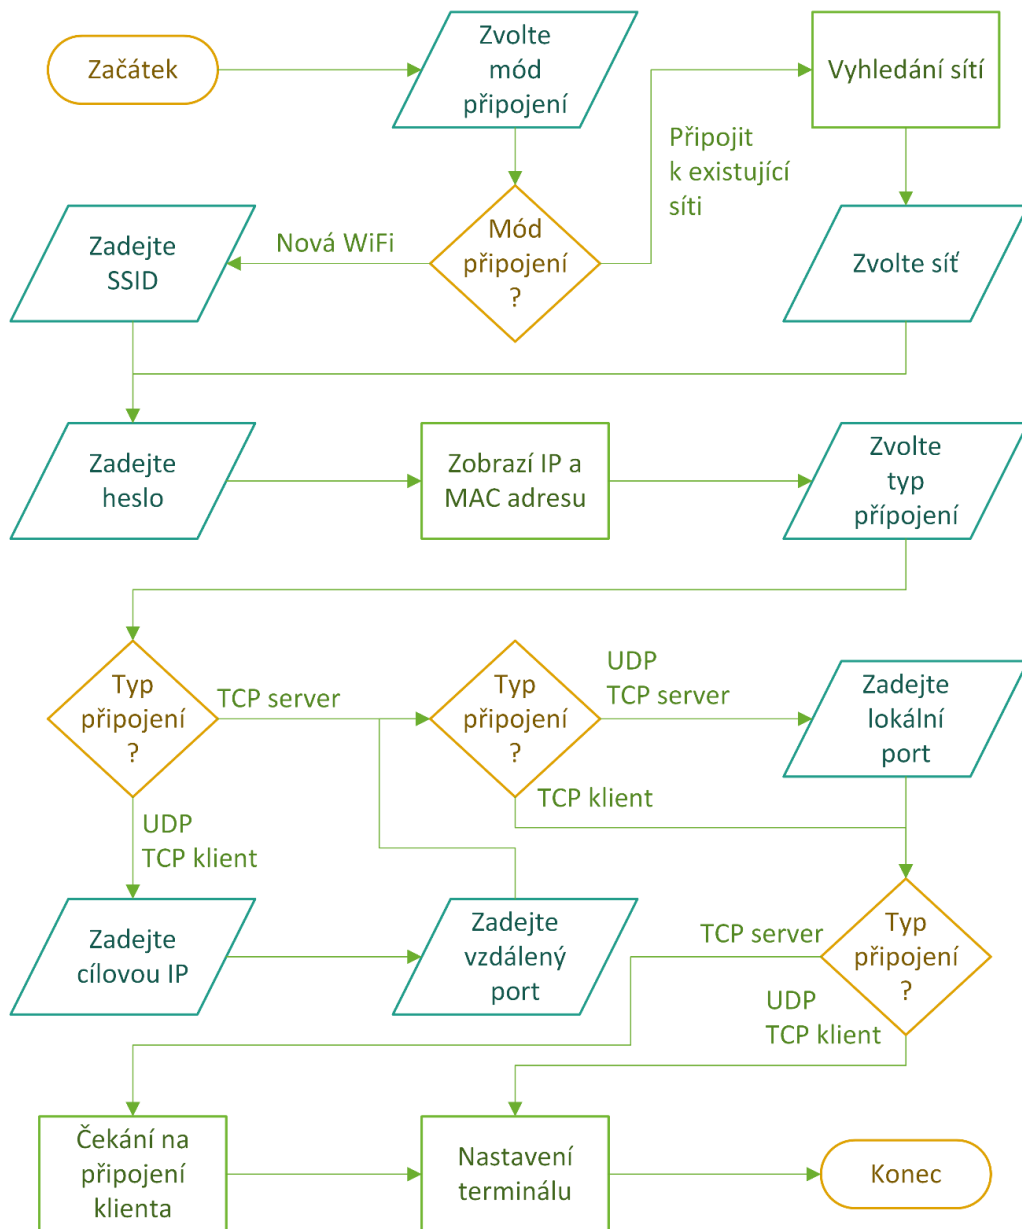 Začátek
Zvolte
mód
připojení
Vyhledání sítí
Připojit
k existující
síti
Mód
připojení
?
Nová WiFi
Zadejte
SSID
Zvolte síť
Zadejte
heslo
Zobrazí IP a
MAC adresu
Zvolte
typ
přípojení
Typ
připojení
?
TCP server
Typ
připojení
?
UDP
TCP server
Zadejte
lokální
port
TCP klient
UDP
TCP klient
Zadejte
cílovou IP
Zadejte
vzdálený
port
TCP server
Typ
připojení
?
UDP
TCP klient
Čekání na
připojení
klienta
Nastavení
terminálu
Konec